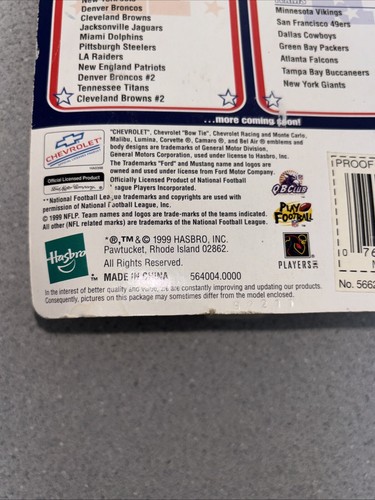 Denver Broncos
Cleveland Browns
Jacksonville Jaguars
Miami Dolphins
Pittsburgh Steelers
LA Raiders
New England Patriots
Denver Broncos #2
Tennessee Titans
Cleveland Browns #2
Minnesota Vikings
San Francisco 49ers
Dallas Cowboys
Green Bay Packers
Atlanta Falcons
Tampa Bay Buccaneers
New York Giants
...more coming soon!
CHEVROLET
Official Licensed Product
"CHEVROLET", Chevrolet "Bow Tie", Chevrolet Racing and Monte Carlo,
Malibu, Lumina, Corvette ®, Camaro ®, and Bel Air ® emblems and
body designs are trademarks of General Motor Division.
General Motors Corporation, used under license to Hasbro, Inc.
The Trademarks "Ford" and Mustang name and logos are
owned and used under license from Ford Motor Company.
Officially Licensed Product of National Football
League Players Incorporated.
**National Football League trademarks and copyrights are used with
permission of National Football League, Inc.
© 1999 NFLP. Team names and logos are trade-marks of the teams indicated.
All other (NFL related) marks are trademarks of the National Football League, Inc.
QB CLUB
PLAY FOOTBALL
PLAYERS INC
Hasbro
*®,TM& © 1999 HASBRO, INC.
Pawtucket, Rhode Island 02862.
All Rights Reserved.
MADE IN CHINA 564004.0000
In the interest of better quality and value, we are constantly improving and updating our products.
Consequently, pictures on this package may sometimes differ from the model enclosed.
PROOF
0
No. 5662